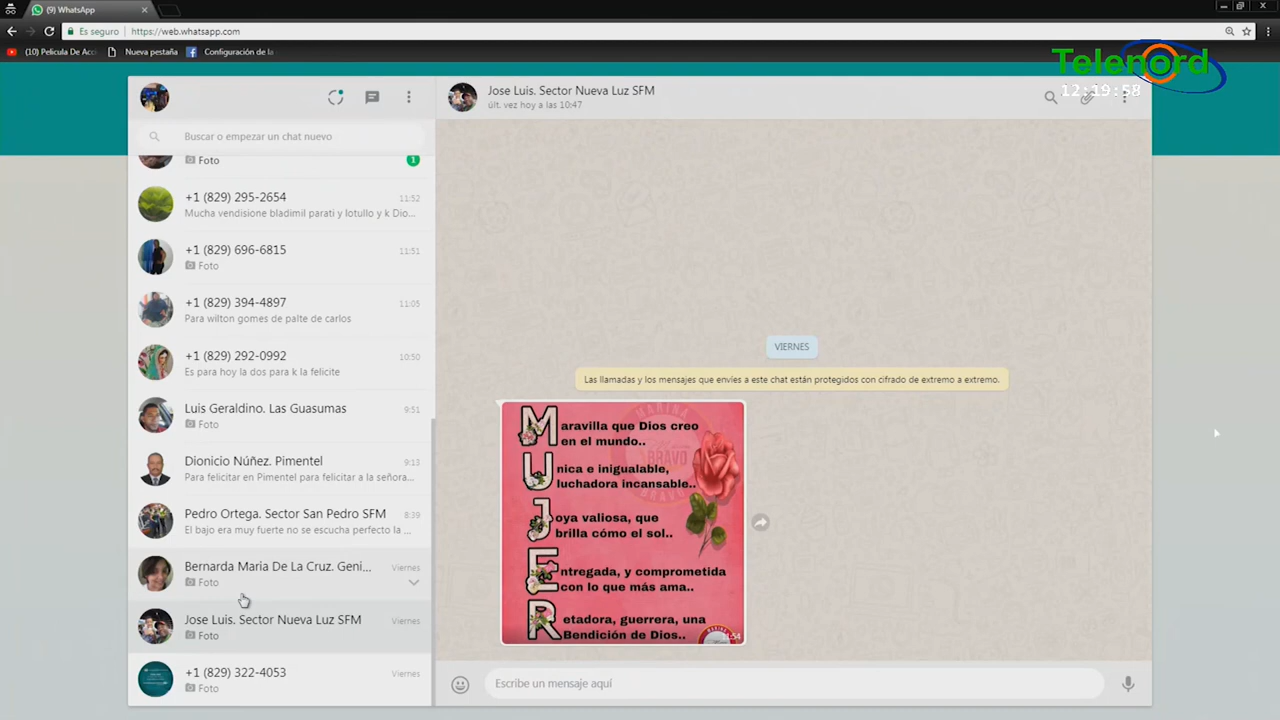 (9) WhatsApp
Es seguro
https://web.whatsapp.com
(10) Pelicula De Acci
Nueva pestaña
Configuración de la
Telenord
12:19:58
Buscar o empezar un chat nuevo
Foto
1
+1 (829) 295-2654
11:52
Mucha vendisione bladimil parati y lotullo y k Dio...
+1 (829) 696-6815
11:51
Foto
+1 (829) 394-4897
11:05
Para wilton gomes de palte de carlos
+1 (829) 292-0992
10:50
Es para hoy la dos para k la felicite
Luis Geraldino. Las Guasumas
9:51
Foto
Dionicio Núñez. Pimentel
9:13
Para felicitar en Pimentel para felicitar a la señora...
Pedro Ortega. Sector San Pedro SFM
8:39
El bajo era muy fuerte no se escucha perfecto la ...
Bernarda Maria De La Cruz. Geni...
Viernes
Foto
Jose Luis. Sector Nueva Luz SFM
Viernes
Foto
+1 (829) 322-4053
Viernes
Foto
Jose Luis. Sector Nueva Luz SFM
últ. vez hoy a las 10:47
VIERNES
Las llamadas y los mensajes que envíes a este chat están protegidos con cifrado de extremo a extremo.
MARINA
BRAVO
Maravilla que Dios creo
en el mundo..
Unica e inigualable,
luchadora incansable..
Joya valiosa, que
brilla cómo el sol..
Entregada, y comprometida
con lo que más ama..
Retadora, guerrera, una
Bendición de Dios..
Escribe un mensaje aquí